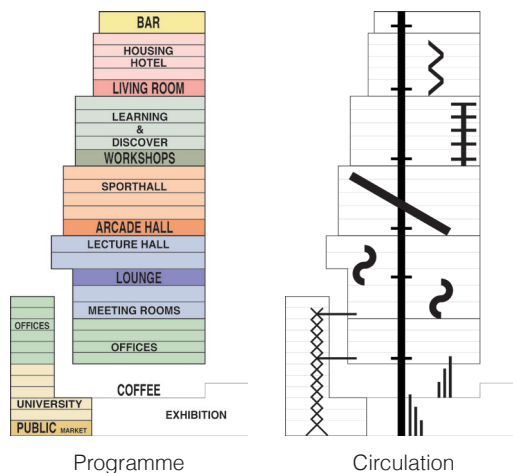 BAR
HOUSING
HOTEL
LIVING ROOM
LEARNING
&
DISCOVER
WORKSHOPS
SPORTHALL
ARCADE HALL
LECTURE HALL
LOUNGE
MEETING ROOMS
OFFICES
OFFICES
COFFEE
UNIVERSITY
EXHIBITION
PUBLIC MARKET
Programme
Circulation